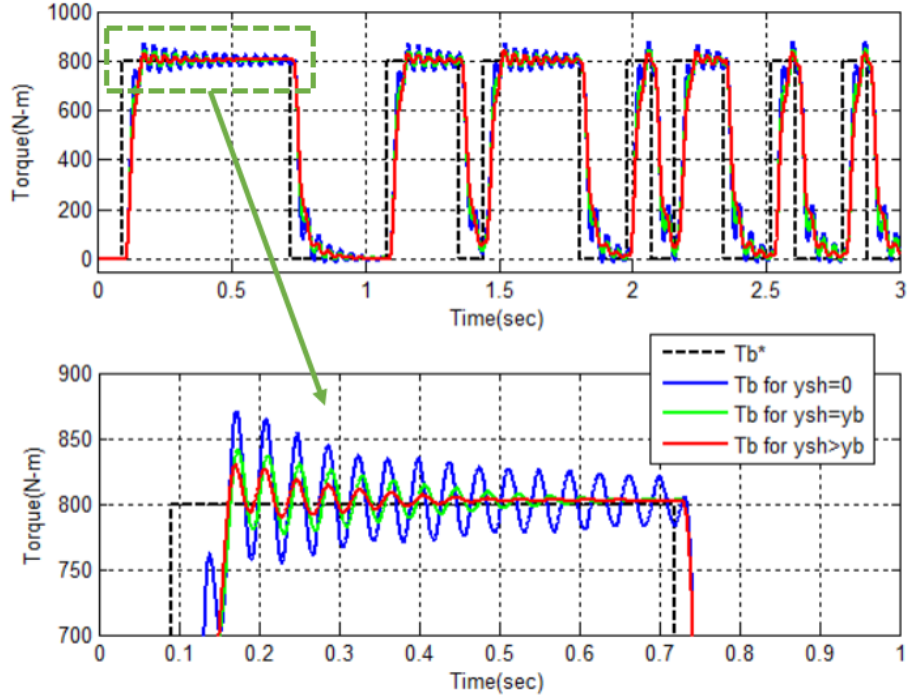 1000
800
600
400
200
0
Torque(N-m)
0 0.5 1 1.5 2 2.5 3
Time(sec)
Tb*
Tb for ysh=0
Tb for ysh=yb
Tb for ysh>yb
900
850
800
750
700
Torque(N-m)
0 0.1 0.2 0.3 0.4 0.5 0.6 0.7 0.8 0.9 1
Time(sec)